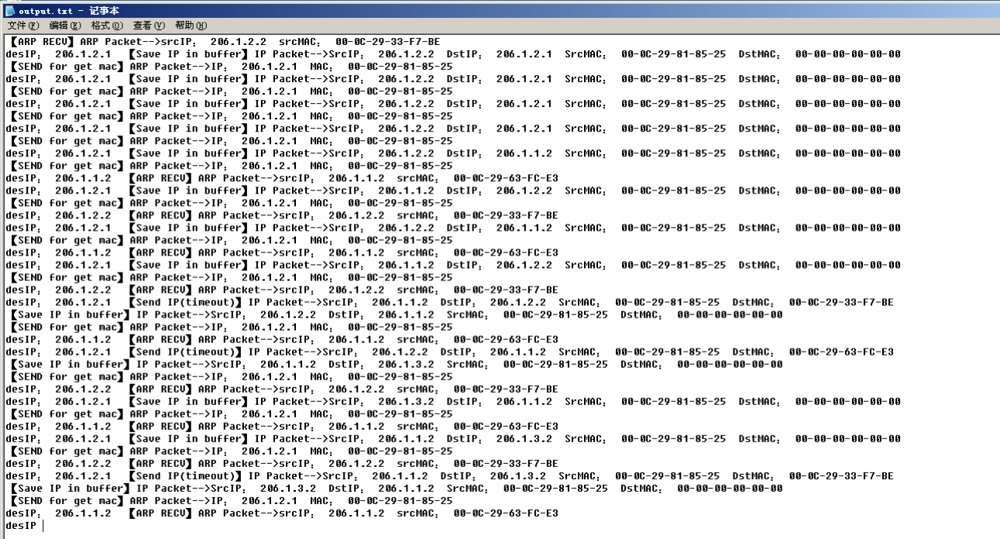 output.txt - 记事本
文件(F) 编辑(E) 格式(O) 查看(V) 帮助(H)
【ARP RECV】ARP Packet-->srcIP： 206.1.2.2 srcMAC： 00-0C-29-33-F7-BE
desIP： 206.1.2.1 【Save IP in buffer】IP Packet-->SrcIP： 206.1.2.2 DstIP： 206.1.2.1 SrcMAC： 00-0C-29-81-85-25 DstMAC： 00-00-00-00-00-00
【SEND for get mac】ARP Packet-->IP： 206.1.2.1 MAC： 00-0C-29-81-85-25
desIP： 206.1.2.1 【Save IP in buffer】IP Packet-->SrcIP： 206.1.2.2 DstIP： 206.1.2.1 SrcMAC： 00-0C-29-81-85-25 DstMAC： 00-00-00-00-00-00
【SEND for get mac】ARP Packet-->IP： 206.1.2.1 MAC： 00-0C-29-81-85-25
desIP： 206.1.2.1 【Save IP in buffer】IP Packet-->SrcIP： 206.1.2.2 DstIP： 206.1.2.1 SrcMAC： 00-0C-29-81-85-25 DstMAC： 00-00-00-00-00-00
【SEND for get mac】ARP Packet-->IP： 206.1.2.1 MAC： 00-0C-29-81-85-25
desIP： 206.1.2.1 【Save IP in buffer】IP Packet-->SrcIP： 206.1.2.2 DstIP： 206.1.2.1 SrcMAC： 00-0C-29-81-85-25 DstMAC： 00-00-00-00-00-00
【SEND for get mac】ARP Packet-->IP： 206.1.2.1 MAC： 00-0C-29-81-85-25
desIP： 206.1.2.1 【Save IP in buffer】IP Packet-->SrcIP： 206.1.2.2 DstIP： 206.1.1.2 SrcMAC： 00-0C-29-81-85-25 DstMAC： 00-00-00-00-00-00
【SEND for get mac】ARP Packet-->IP： 206.1.2.1 MAC： 00-0C-29-81-85-25
desIP： 206.1.1.2 【ARP RECV】ARP Packet-->srcIP： 206.1.1.2 srcMAC： 00-0C-29-63-FC-E3
desIP： 206.1.2.1 【Save IP in buffer】IP Packet-->SrcIP： 206.1.1.2 DstIP： 206.1.2.2 SrcMAC： 00-0C-29-81-85-25 DstMAC： 00-00-00-00-00-00
【SEND for get mac】ARP Packet-->IP： 206.1.2.1 MAC： 00-0C-29-81-85-25
desIP： 206.1.2.2 【ARP RECV】ARP Packet-->srcIP： 206.1.2.2 srcMAC： 00-0C-29-33-F7-BE
desIP： 206.1.2.1 【Save IP in buffer】IP Packet-->SrcIP： 206.1.2.2 DstIP： 206.1.1.2 SrcMAC： 00-0C-29-81-85-25 DstMAC： 00-00-00-00-00-00
【SEND for get mac】ARP Packet-->IP： 206.1.2.1 MAC： 00-0C-29-81-85-25
desIP： 206.1.1.2 【ARP RECV】ARP Packet-->srcIP： 206.1.1.2 srcMAC： 00-0C-29-63-FC-E3
desIP： 206.1.2.1 【Save IP in buffer】IP Packet-->SrcIP： 206.1.1.2 DstIP： 206.1.2.2 SrcMAC： 00-0C-29-81-85-25 DstMAC： 00-00-00-00-00-00
【SEND for get mac】ARP Packet-->IP： 206.1.2.1 MAC： 00-0C-29-81-85-25
desIP： 206.1.2.2 【ARP RECV】ARP Packet-->srcIP： 206.1.2.2 srcMAC： 00-0C-29-33-F7-BE
desIP： 206.1.2.1 【Send IP(timeout)】IP Packet-->SrcIP： 206.1.1.2 DstIP： 206.1.2.2 SrcMAC： 00-0C-29-81-85-25 DstMAC： 00-0C-29-33-F7-BE
【Save IP in buffer】IP Packet-->SrcIP： 206.1.2.2 DstIP： 206.1.1.2 SrcMAC： 00-0C-29-81-85-25 DstMAC： 00-00-00-00-00-00
【SEND for get mac】ARP Packet-->IP： 206.1.2.1 MAC： 00-0C-29-81-85-25
desIP： 206.1.1.2 【ARP RECV】ARP Packet-->srcIP： 206.1.1.2 srcMAC： 00-0C-29-63-FC-E3
desIP： 206.1.2.1 【Send IP(timeout)】IP Packet-->SrcIP： 206.1.2.2 DstIP： 206.1.1.2 SrcMAC： 00-0C-29-81-85-25 DstMAC： 00-0C-29-63-FC-E3
【Save IP in buffer】IP Packet-->SrcIP： 206.1.1.2 DstIP： 206.1.3.2 SrcMAC： 00-0C-29-81-85-25 DstMAC： 00-00-00-00-00-00
【SEND for get mac】ARP Packet-->IP： 206.1.2.1 MAC： 00-0C-29-81-85-25
desIP： 206.1.2.2 【ARP RECV】ARP Packet-->srcIP： 206.1.2.2 srcMAC： 00-0C-29-33-F7-BE
desIP： 206.1.2.1 【Save IP in buffer】IP Packet-->SrcIP： 206.1.3.2 DstIP： 206.1.1.2 SrcMAC： 00-0C-29-81-85-25 DstMAC： 00-00-00-00-00-00
【SEND for get mac】ARP Packet-->IP： 206.1.2.1 MAC： 00-0C-29-81-85-25
desIP： 206.1.1.2 【ARP RECV】ARP Packet-->srcIP： 206.1.1.2 srcMAC： 00-0C-29-63-FC-E3
desIP： 206.1.2.1 【Save IP in buffer】IP Packet-->SrcIP： 206.1.1.2 DstIP： 206.1.3.2 SrcMAC： 00-0C-29-81-85-25 DstMAC： 00-00-00-00-00-00
【SEND for get mac】ARP Packet-->IP： 206.1.2.1 MAC： 00-0C-29-81-85-25
desIP： 206.1.2.2 【ARP RECV】ARP Packet-->srcIP： 206.1.2.2 srcMAC： 00-0C-29-33-F7-BE
desIP： 206.1.2.1 【Send IP(timeout)】IP Packet-->SrcIP： 206.1.1.2 DstIP： 206.1.3.2 SrcMAC： 00-0C-29-81-85-25 DstMAC： 00-0C-29-33-F7-BE
【Save IP in buffer】IP Packet-->SrcIP： 206.1.3.2 DstIP： 206.1.1.2 SrcMAC： 00-0C-29-81-85-25 DstMAC： 00-00-00-00-00-00
【SEND for get mac】ARP Packet-->IP： 206.1.2.1 MAC： 00-0C-29-81-85-25
desIP： 206.1.1.2 【ARP RECV】ARP Packet-->srcIP： 206.1.1.2 srcMAC： 00-0C-29-63-FC-E3
desIP